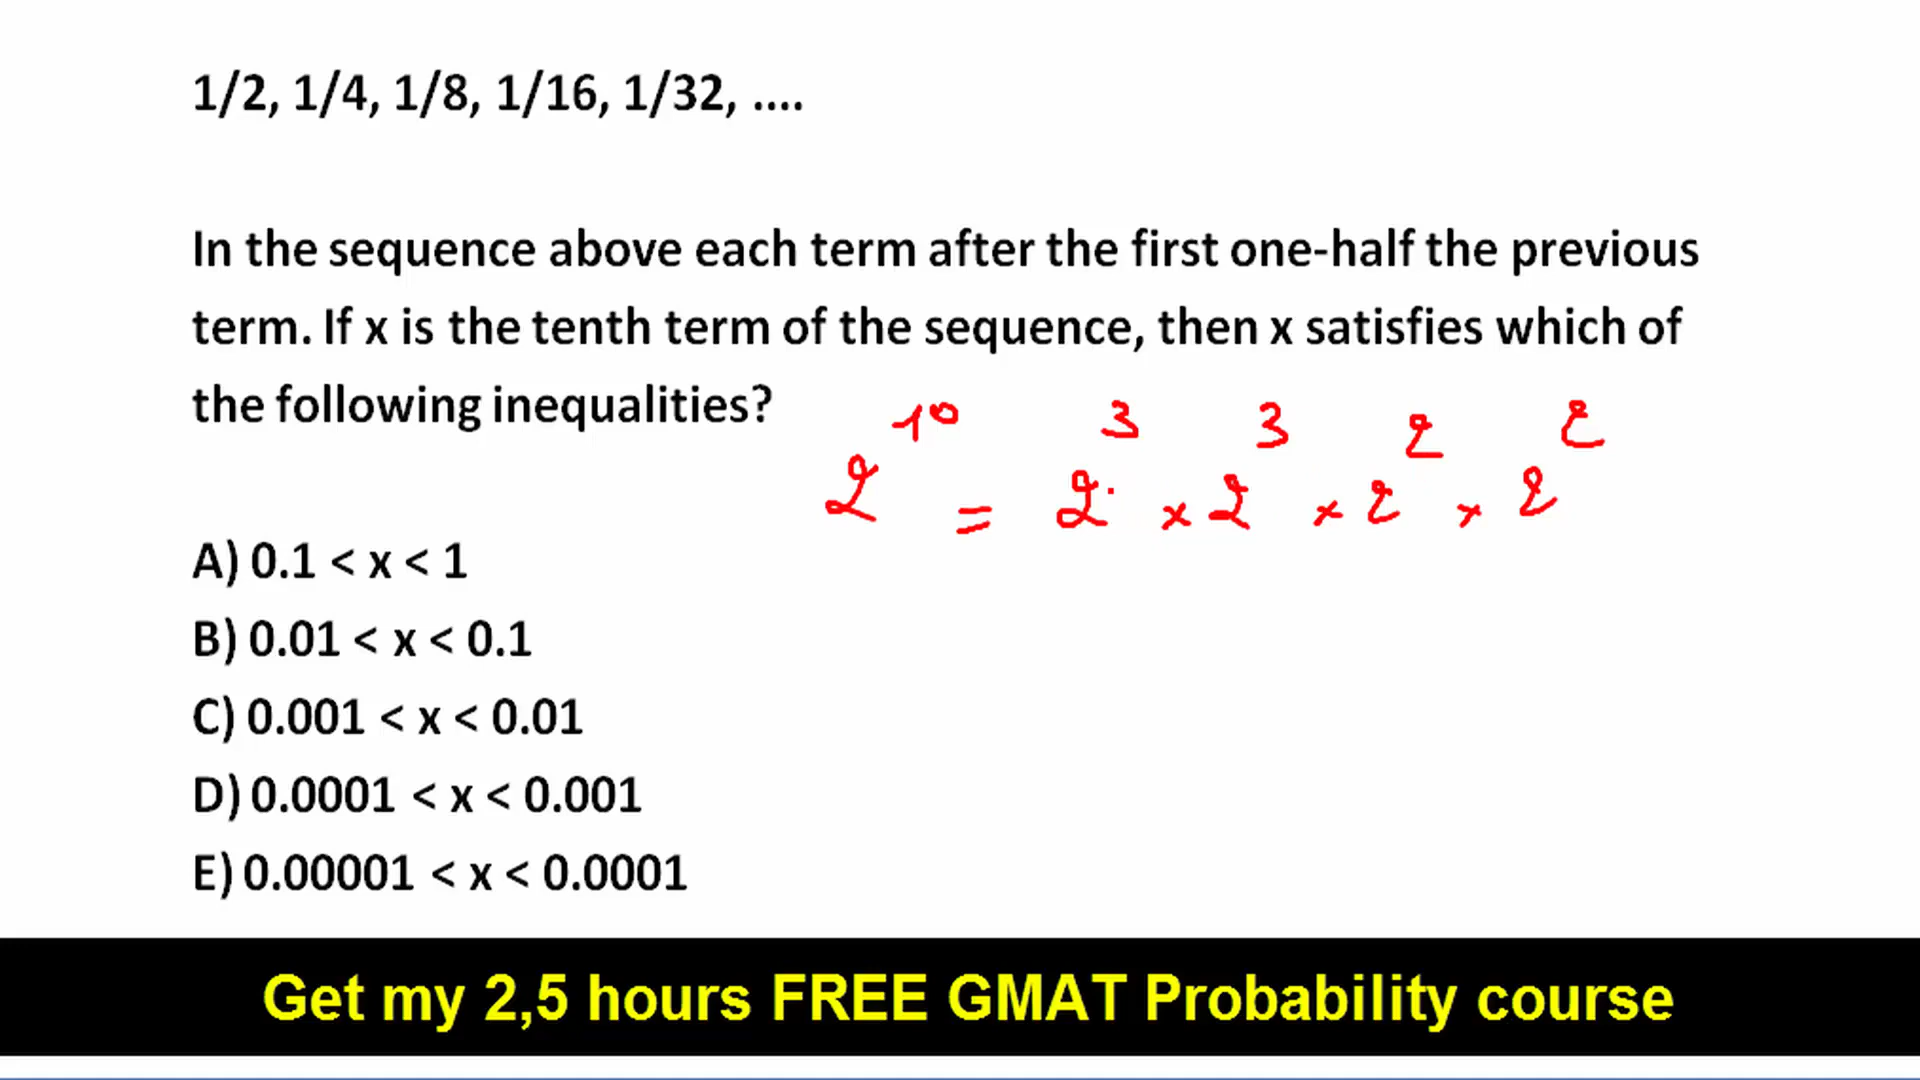 1/2, 1/4, 1/8, 1/16, 1/32, ....
In the sequence above each term after the first one-half the previous
term. If x is the tenth term of the sequence, then x satisfies which of
the following inequalities?
2^10 = 2^3 × 2^3 × 2^2 × 2^2
A) 0.1 < x < 1
B) 0.01 < x < 0.1
C) 0.001 < x < 0.01
D) 0.0001 < x < 0.001
E) 0.00001 < x < 0.0001
Get my 2,5 hours FREE GMAT Probability course